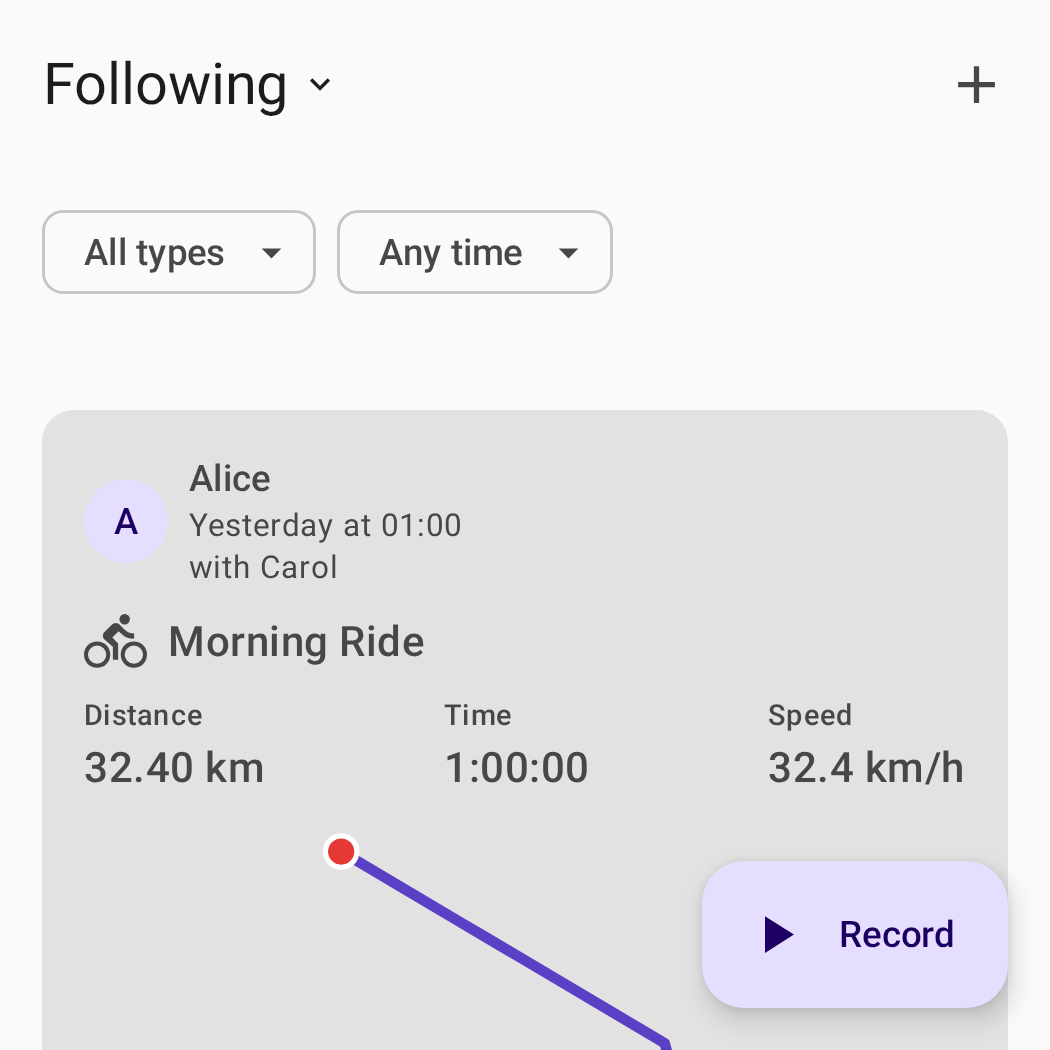 Following
All types
Any time
A
Alice
Yesterday at 01:00
with Carol
Morning Ride
Distance
Time
Speed
32.40 km
1:00:00
32.4 km/h
Record